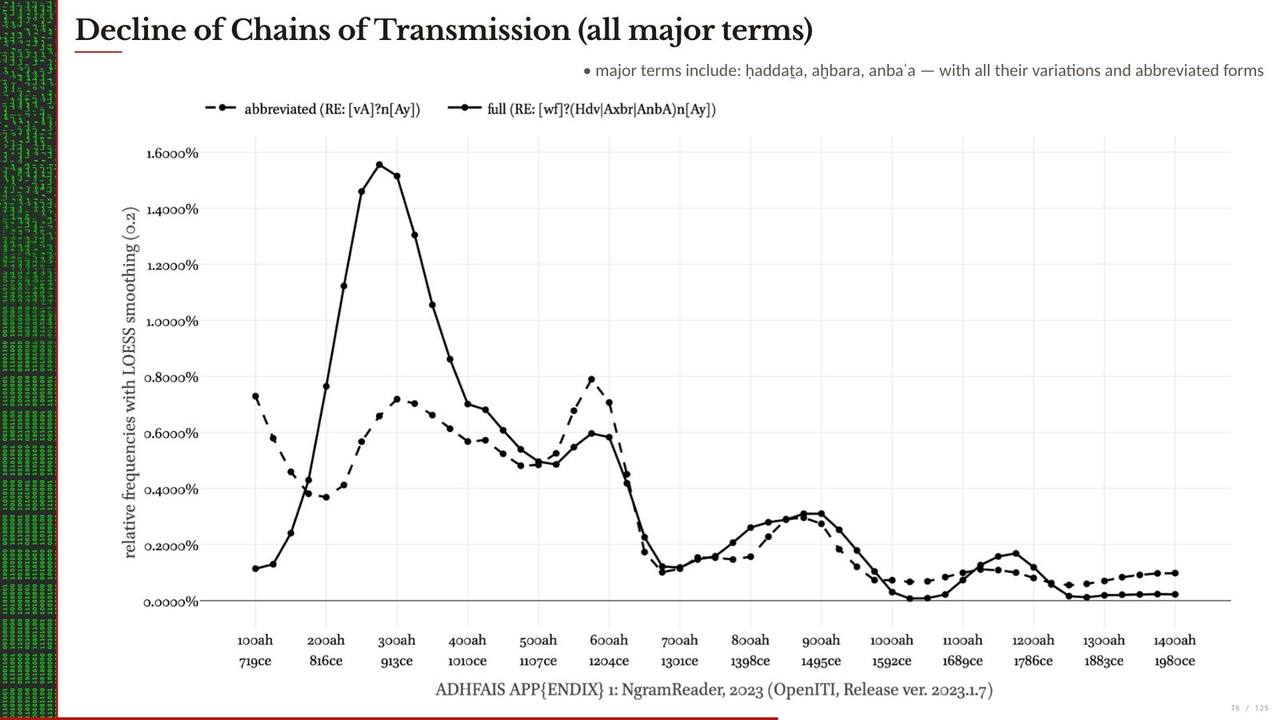 Decline of Chains of Transmission (all major terms)
• major terms include: ḥaddaṯa, aḫbara, anbaʾa — with all their variations and abbreviated forms
abbreviated (RE: [vA]?n[Ay]) full (RE: [wf]?(Hdv|Axbr|AnbA)n[Ay])
relative frequencies with LOESS smoothing (0.2)
1.6000%
1.4000%
1.2000%
1.0000%
0.8000%
0.6000%
0.4000%
0.2000%
0.0000%
100ah 200ah 300ah 400ah 500ah 600ah 700ah 800ah 900ah 1000ah 1100ah 1200ah 1300ah 1400ah
719ce 816ce 913ce 1010ce 1107ce 1204ce 1301ce 1398ce 1495ce 1592ce 1689ce 1786ce 1883ce 1980ce
ADHFAIS APP{ENDIX} 1: NgramReader, 2023 (OpenITI, Release ver. 2023.1.7)
76 / 125